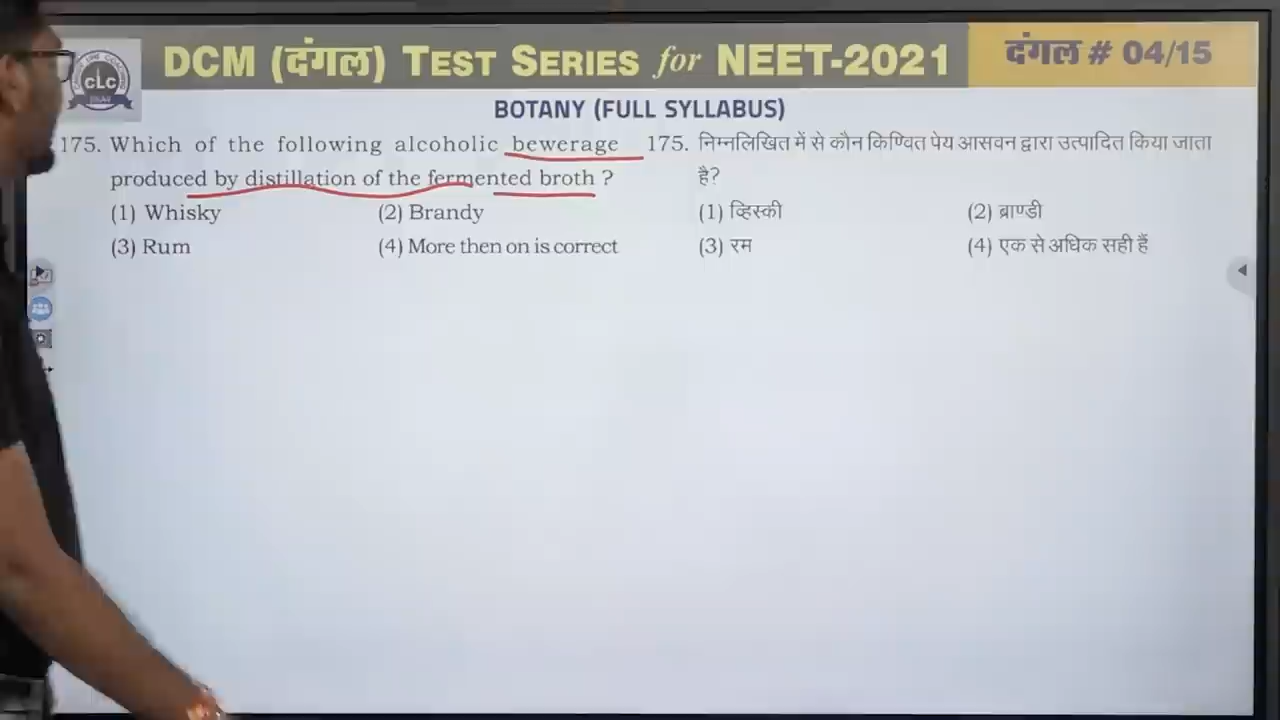 DCM (दंगल) TEST SERIES for NEET-2021
दंगल # 04/15
CLC
BOTANY (FULL SYLLABUS)
175. Which of the following alcoholic bewerage
produced by distillation of the fermented broth ?
(1) Whisky (2) Brandy
(3) Rum (4) More then on is correct
175. निम्नलिखित में से कौन किण्वित पेय आसवन द्वारा उत्पादित किया जाता
है?
(1) व्हिस्की (2) ब्राण्डी
(3) रम (4) एक से अधिक सही हैं